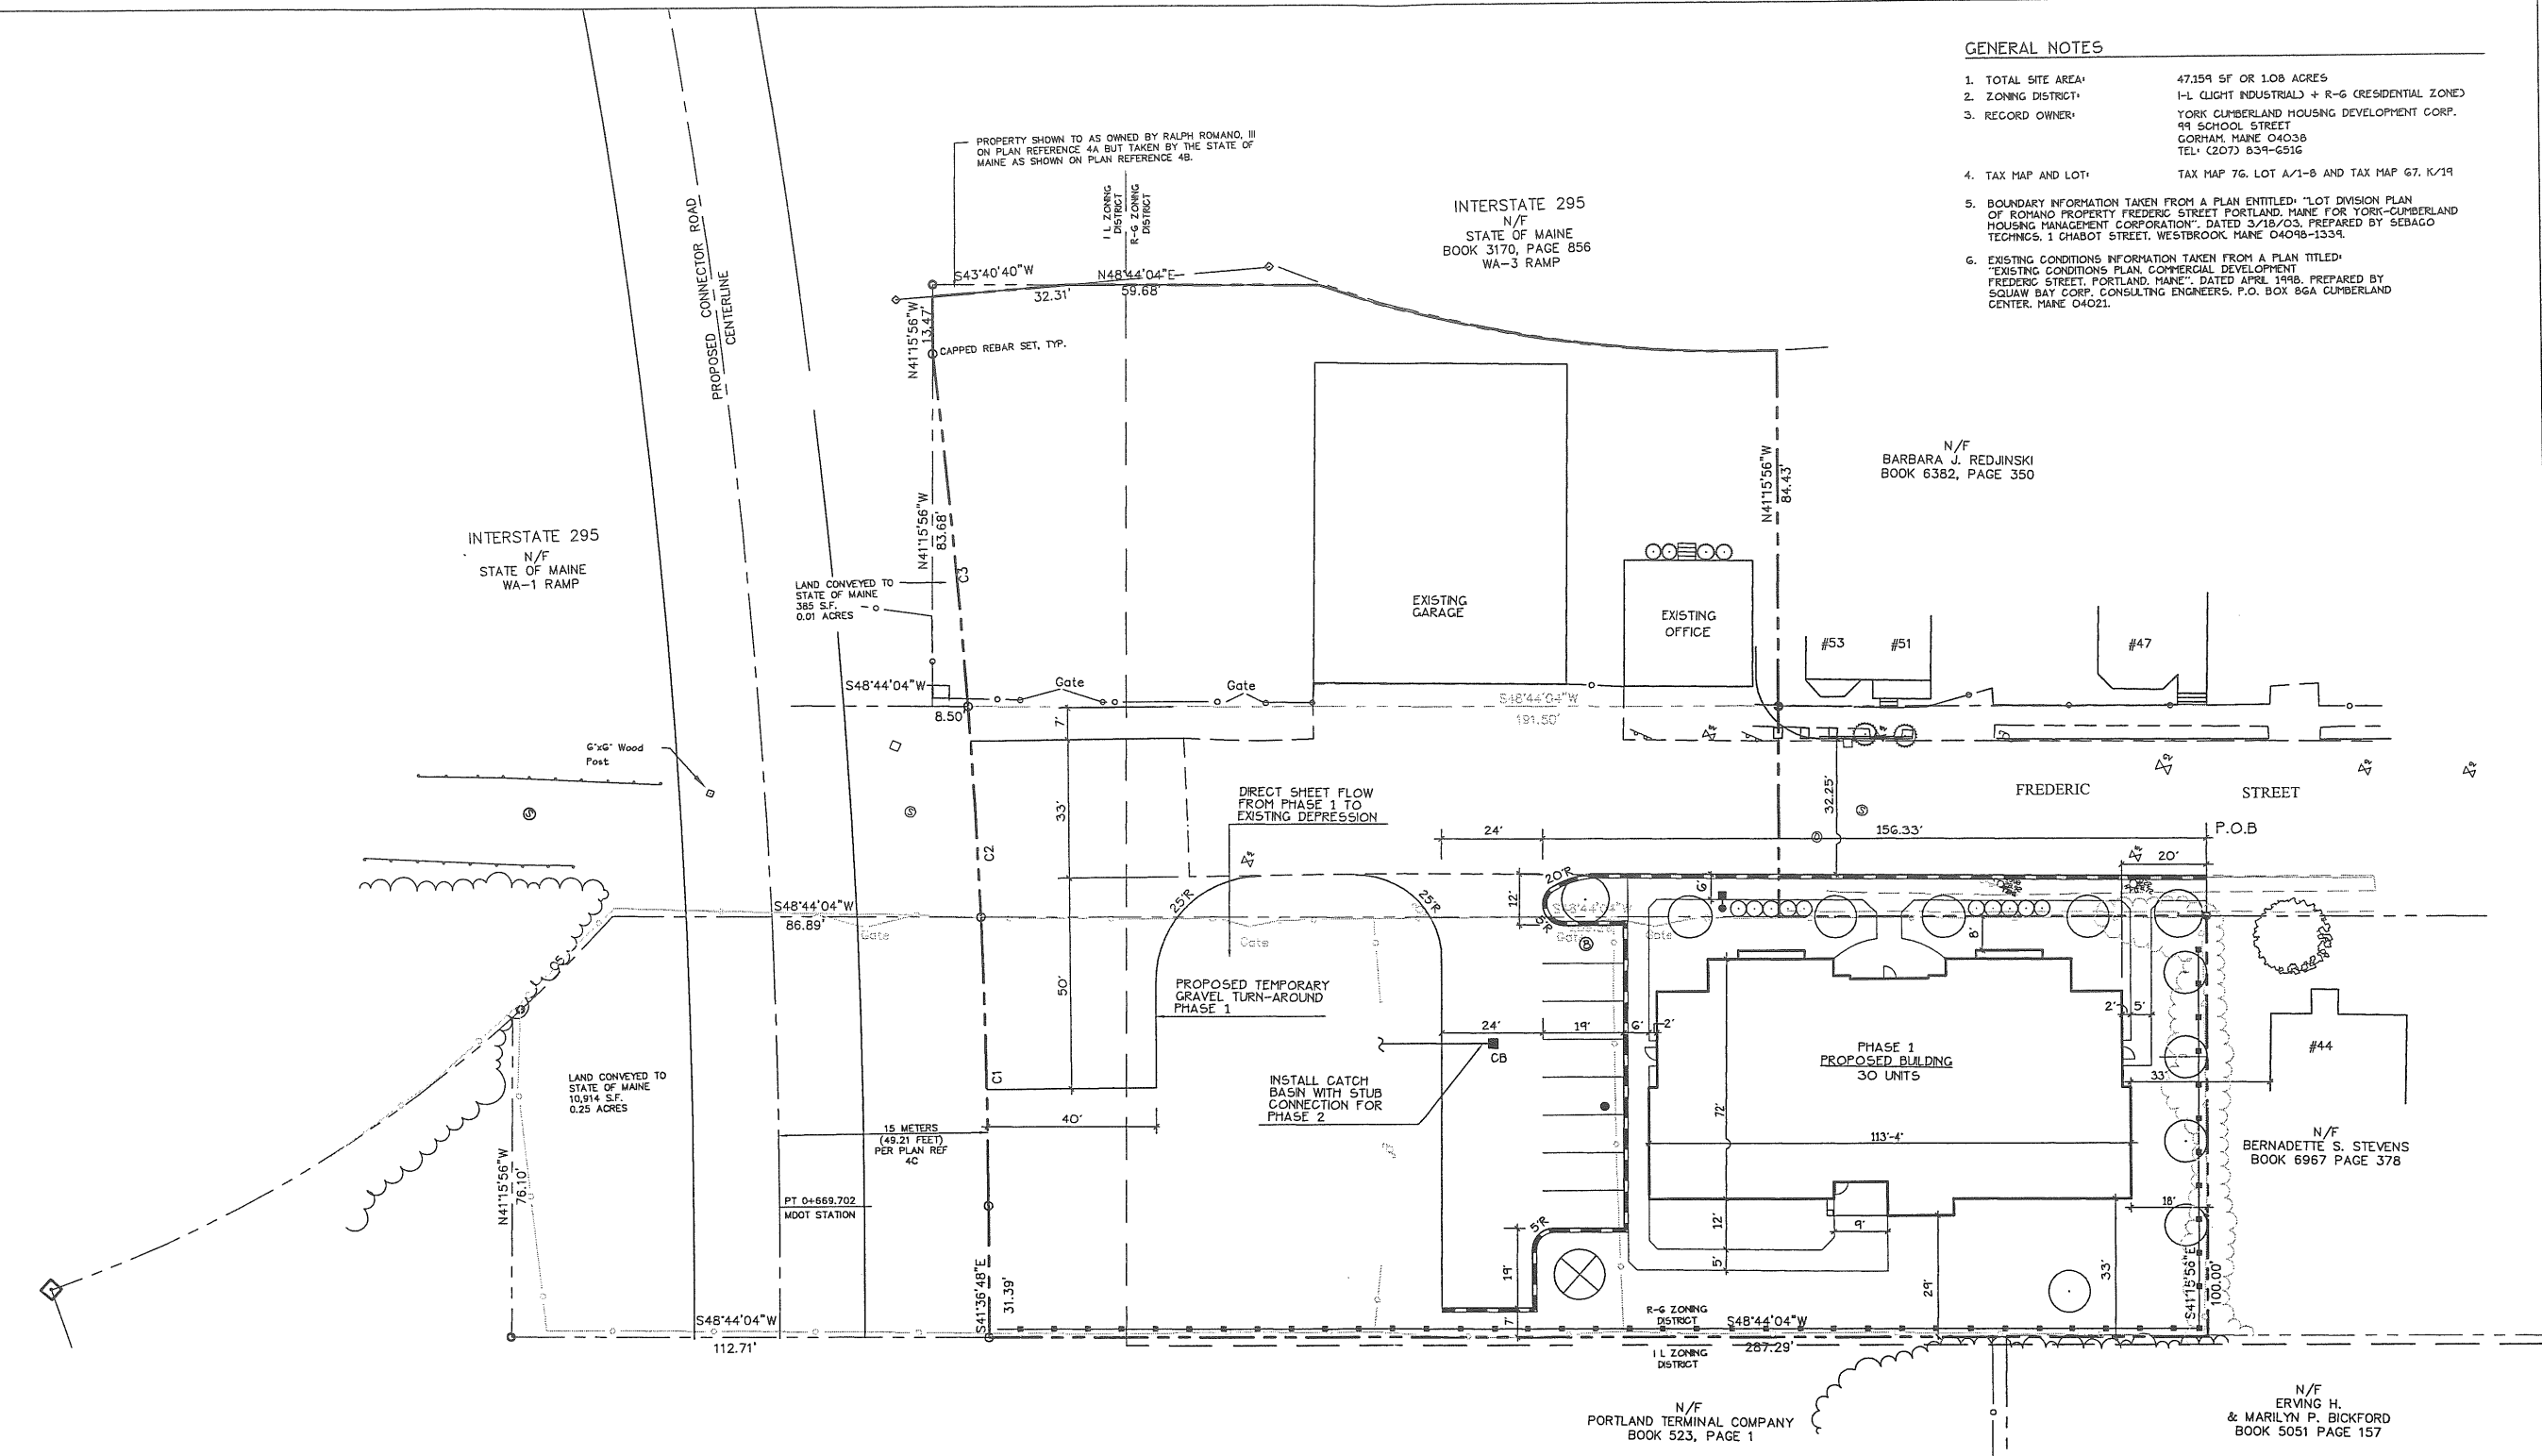 GENERAL NOTES
1. TOTAL SITE AREA: 47,159 SF OR 1.08 ACRES
2. ZONING DISTRICT: I-L (LIGHT INDUSTRIAL) + R-6 (RESIDENTIAL ZONE)
3. RECORD OWNER: YORK CUMBERLAND HOUSING DEVELOPMENT CORP.
99 SCHOOL STREET
GORHAM, MAINE 04038
TEL: (207) 839-6516
4. TAX MAP AND LOT: TAX MAP 76, LOT A/1-8 AND TAX MAP 67, K/19
5. BOUNDARY INFORMATION TAKEN FROM A PLAN ENTITLED: "LOT DIVISION PLAN
OF ROMANO PROPERTY FREDERIC STREET PORTLAND, MAINE FOR YORK-CUMBERLAND
HOUSING MANAGEMENT CORPORATION", DATED 3/18/03, PREPARED BY SEBAGO
TECHNICS, 1 CHABOT STREET, WESTBROOK, MAINE 04098-1339.
6. EXISTING CONDITIONS INFORMATION TAKEN FROM A PLAN TITLED:
"EXISTING CONDITIONS PLAN, COMMERCIAL DEVELOPMENT
FREDERIC STREET, PORTLAND, MAINE", DATED APRIL 1998, PREPARED BY
SQUAW BAY CORP. CONSULTING ENGINEERS, P.O. BOX 86A CUMBERLAND
CENTER, MAINE 04021.
PROPERTY SHOWN TO AS OWNED BY RALPH ROMANO, III
ON PLAN REFERENCE 4A BUT TAKEN BY THE STATE OF
MAINE AS SHOWN ON PLAN REFERENCE 4B.
I L ZONING
DISTRICT
R-6 ZONING
DISTRICT
INTERSTATE 295
N/F
STATE OF MAINE
BOOK 3170, PAGE 856
WA-3 RAMP
PROPOSED CONNECTOR ROAD
CENTERLINE
S43°40'40"W
32.31'
N48°44'04"E
59.68'
N41°15'56"W
13.47'
CAPPED REBAR SET, TYP.
N/F
BARBARA J. REDJINSKI
BOOK 6382, PAGE 350
N41°15'56"W
84.43'
INTERSTATE 295
N/F
STATE OF MAINE
WA-1 RAMP
N41°15'56"W
83.68'
C3
LAND CONVEYED TO
STATE OF MAINE
385 S.F.
0.01 ACRES
EXISTING
GARAGE
EXISTING
OFFICE
#53
#51
#47
S48°44'04"W
8.50'
Gate
Gate
S48°44'04"W
191.50'
7'
6"x6" Wood
Post
33'
DIRECT SHEET FLOW
FROM PHASE 1 TO
EXISTING DEPRESSION
32.25'
FREDERIC STREET
24'
156.33'
P.O.B
20'
C2
25'R
25'R
20'R
12'
5'R
6'
S48°44'04"W
86.89'
Gate
Gate
S48°44'04"W
Gate
Gate
8'
C5
50'
PROPOSED TEMPORARY
GRAVEL TURN-AROUND
PHASE 1
24'
19'
6'
2'
2'
5'
CB
PHASE 1
PROPOSED BUILDING
30 UNITS
#44
33'
LAND CONVEYED TO
STATE OF MAINE
10,914 S.F.
0.25 ACRES
C1
INSTALL CATCH
BASIN WITH STUB
CONNECTION FOR
PHASE 2
40'
15 METERS
(49.21 FEET)
PER PLAN REF
4C
72'
113'-4"
N/F
BERNADETTE S. STEVENS
BOOK 6967 PAGE 378
N41°15'56"W
76.10'
PT 0+669.702
MDOT STATION
18'
5'R
12'
9'
5'
19'
29'
33'
S41°36'48"E
31.39'
S41°15'56"E
100.00'
S48°44'04"W
112.71'
7'
R-6 ZONING
DISTRICT
S48°44'04"W
287.29'
I L ZONING
DISTRICT
N/F
PORTLAND TERMINAL COMPANY
BOOK 523, PAGE 1
N/F
ERVING H.
& MARILYN P. BICKFORD
BOOK 5051 PAGE 157